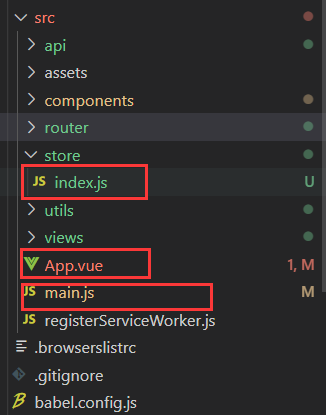 src
api
assets
components
router
store
JS index.js U
utils
views
App.vue 1, M
JS main.js M
JS registerServiceWorker.js
.browserslistrc
.gitignore
babel.config.js